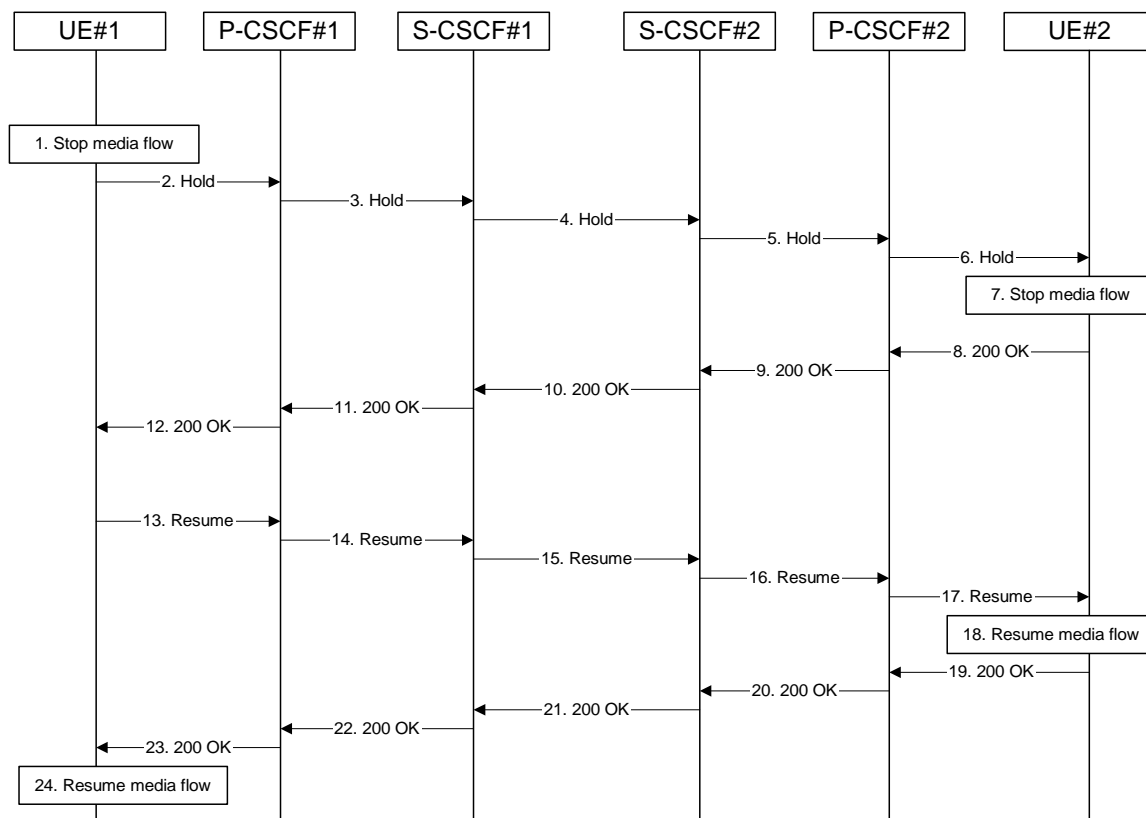 UE#1
P-CSCF#1
S-CSCF#1
S-CSCF#2
P-CSCF#2
UE#2
1. Stop media flow
2. Hold
3. Hold
4. Hold
5. Hold
6. Hold
7. Stop media flow
8. 200 OK
9. 200 OK
10. 200 OK
11. 200 OK
12. 200 OK
13. Resume
14. Resume
15. Resume
16. Resume
17. Resume
18. Resume media flow
19. 200 OK
20. 200 OK
21. 200 OK
22. 200 OK
23. 200 OK
24. Resume media flow